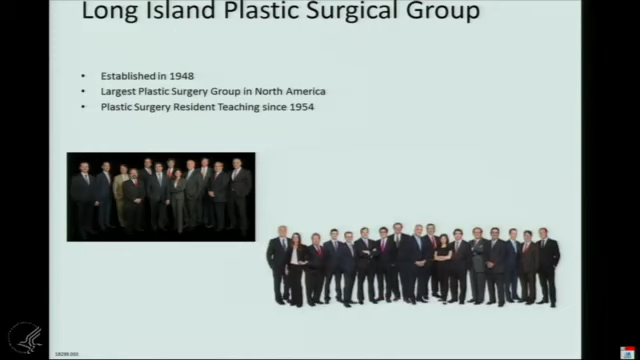 Long Island Plastic Surgical Group
• Established in 1948
• Largest Plastic Surgery Group in North America
• Plastic Surgery Resident Teaching since 1954